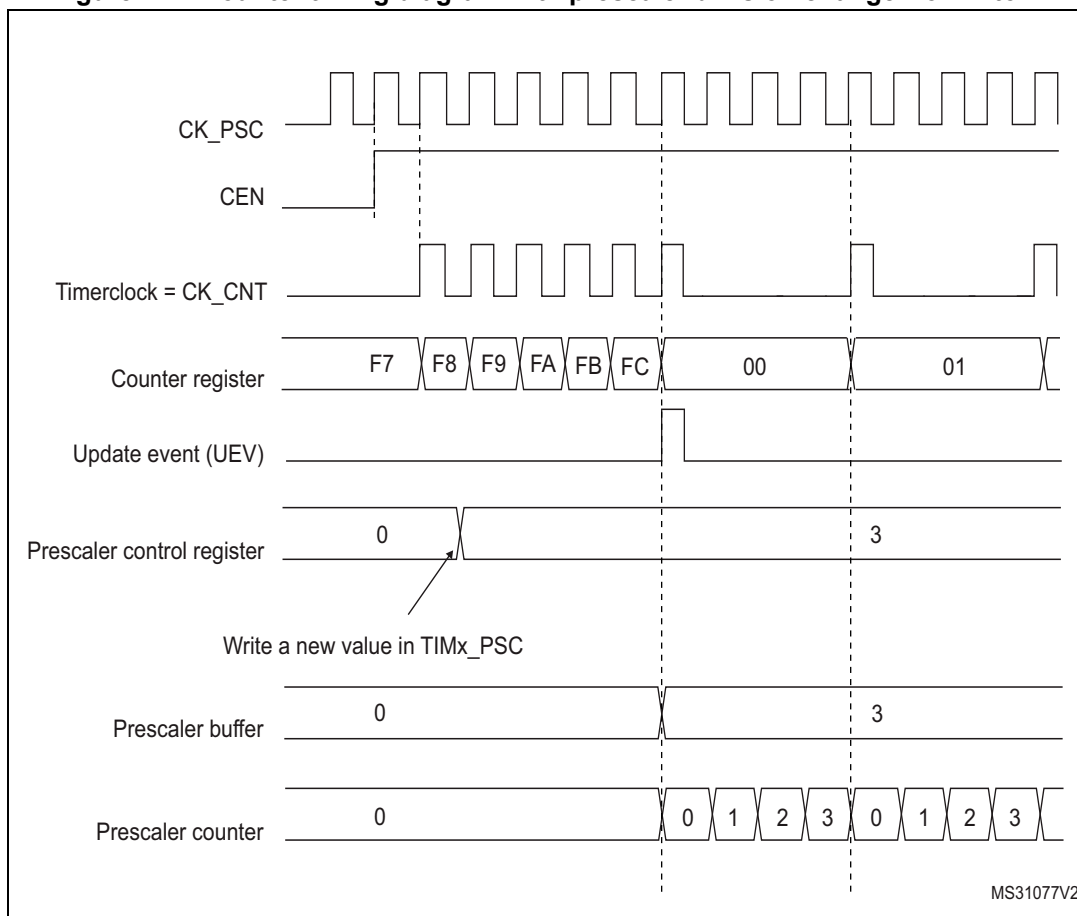 CK_PSC
CEN
Timerclock = CK_CNT
Counter register
F7 F8 F9 FA FB FC 00 01
Update event (UEV)
Prescaler control register
0 3
Write a new value in TIMx_PSC
Prescaler buffer
0 3
Prescaler counter
0 0 1 2 3 0 1 2 3
MS31077V2